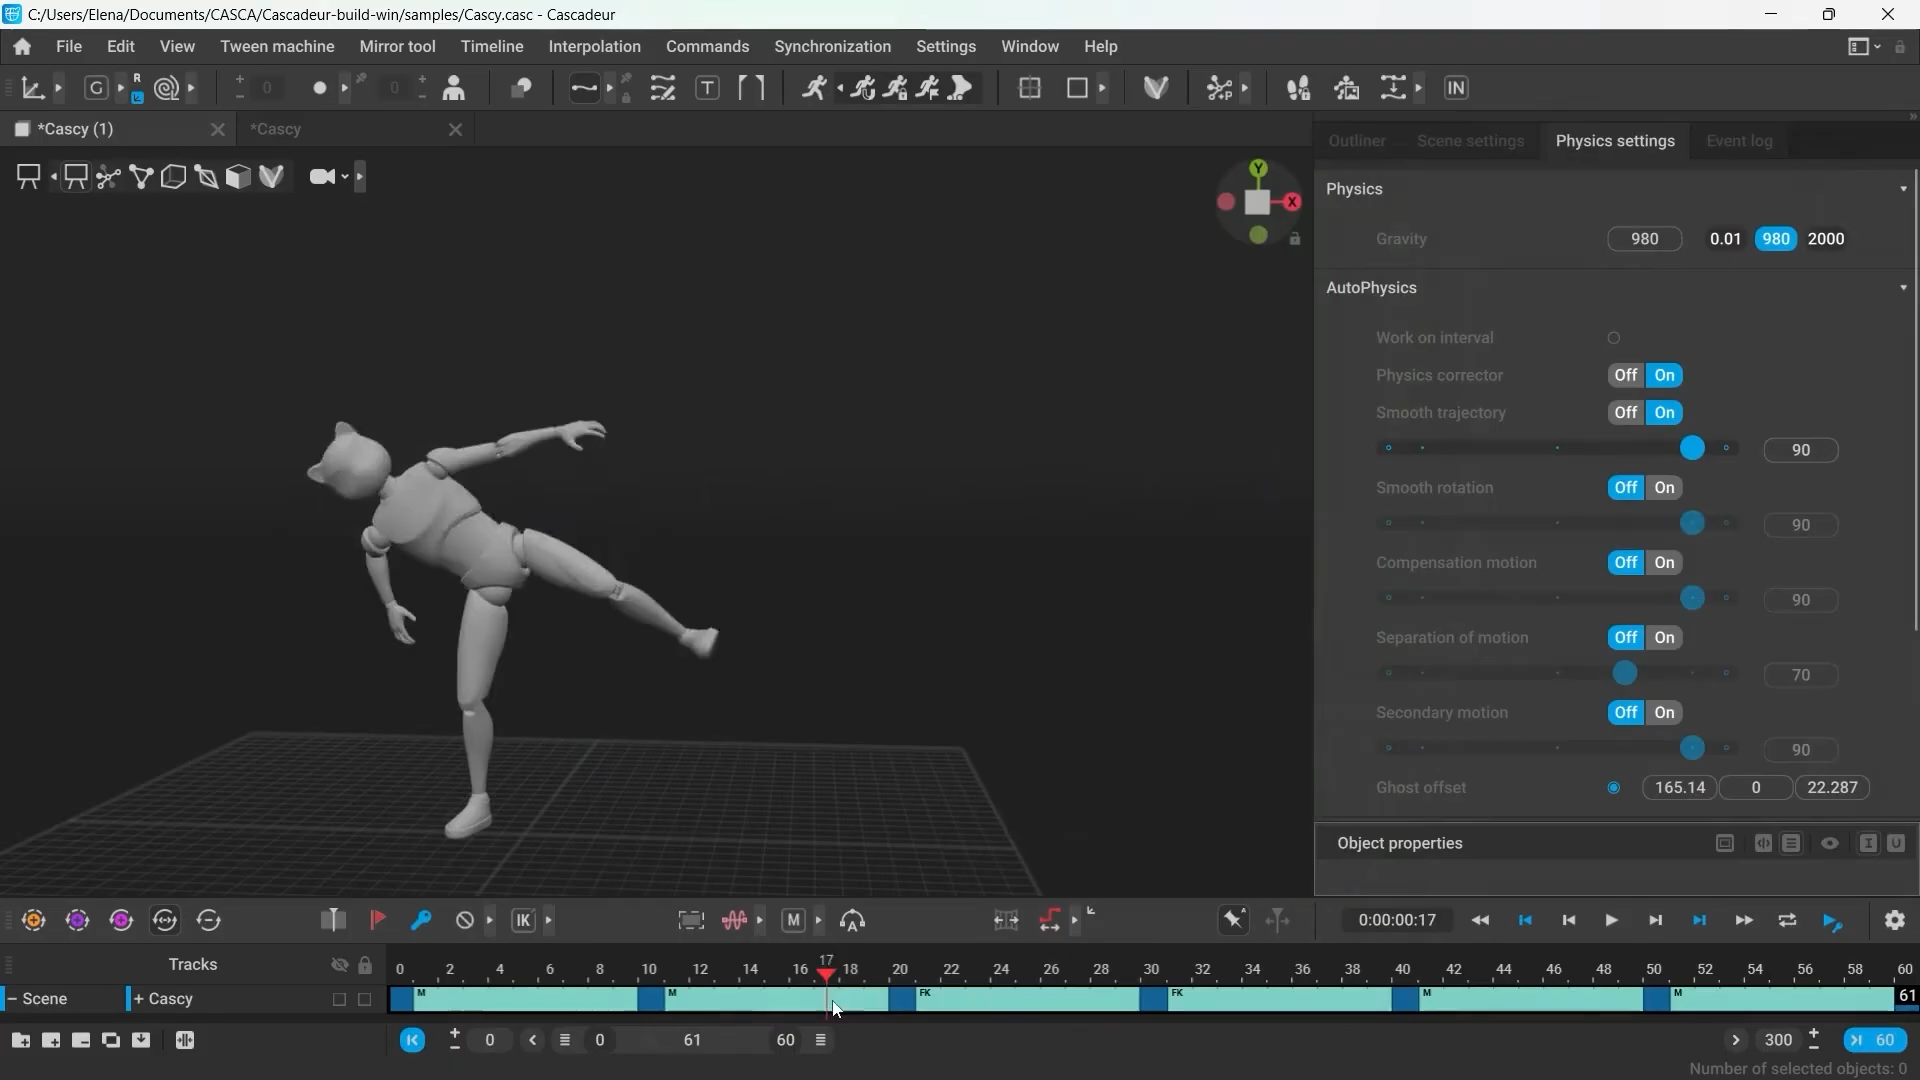 C:/Users/Elena/Documents/CASCA/Cascadeur-build-win/samples/Cascy.casc - Cascadeur
File Edit View Tween machine Mirror tool Timeline Interpolation Commands Synchronization Settings Window Help
G R 0 0 T P IN
*Cascy (1) *Cascy
Outliner Scene settings Physics settings Event log
Y
X
Physics
Gravity 980 0.01 980 2000
AutoPhysics
Work on interval
Physics corrector Off On
Smooth trajectory Off On
90
Smooth rotation Off On
90
Compensation motion Off On
90
Separation of motion Off On
70
Secondary motion Off On
90
Ghost offset 165.14 0 22.287
Object properties
IK M A 0:00:00:17
Tracks
17
0 2 4 6 8 10 12 14 16 18 20 22 24 26 28 30 32 34 36 38 40 42 44 46 48 50 52 54 56 58 60
− Scene + Cascy M M FK FK M M 61
0 0 61 60 300 60
Number of selected objects: 0